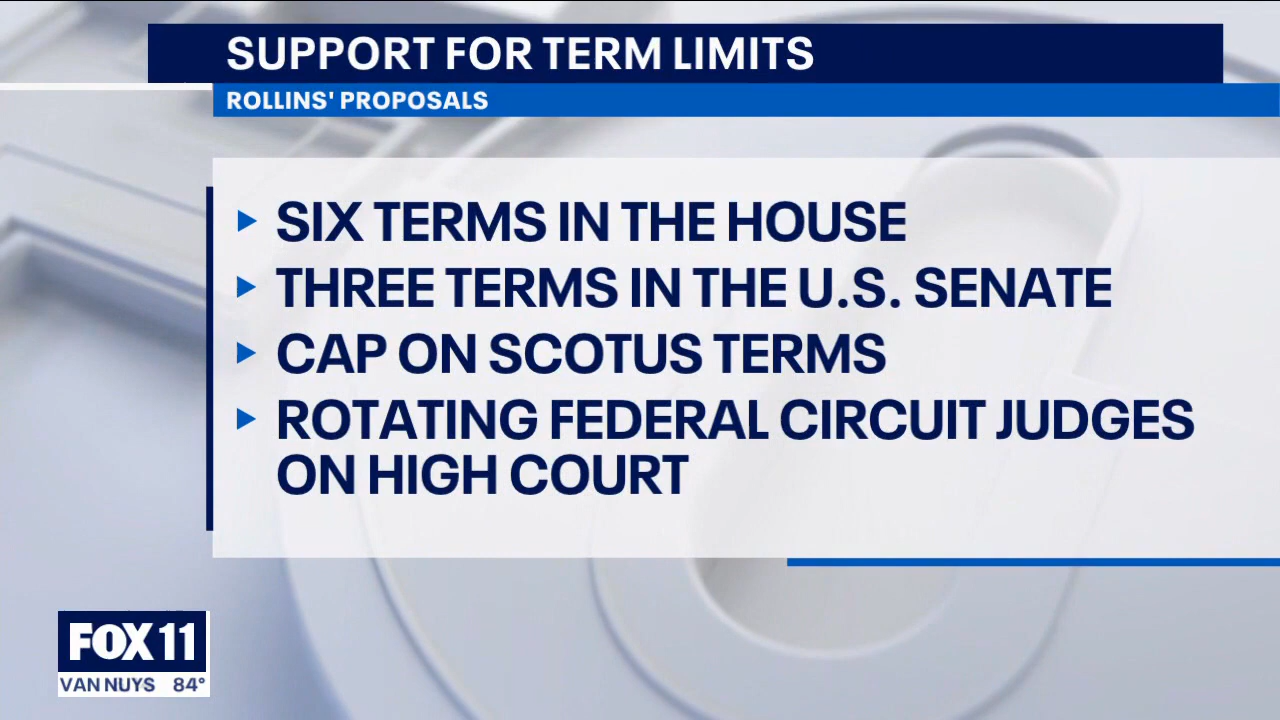 SUPPORT FOR TERM LIMITS
ROLLINS' PROPOSALS
SIX TERMS IN THE HOUSE
THREE TERMS IN THE U.S. SENATE
CAP ON SCOTUS TERMS
ROTATING FEDERAL CIRCUIT JUDGES
ON HIGH COURT
FOX 11
VAN NUYS 84°